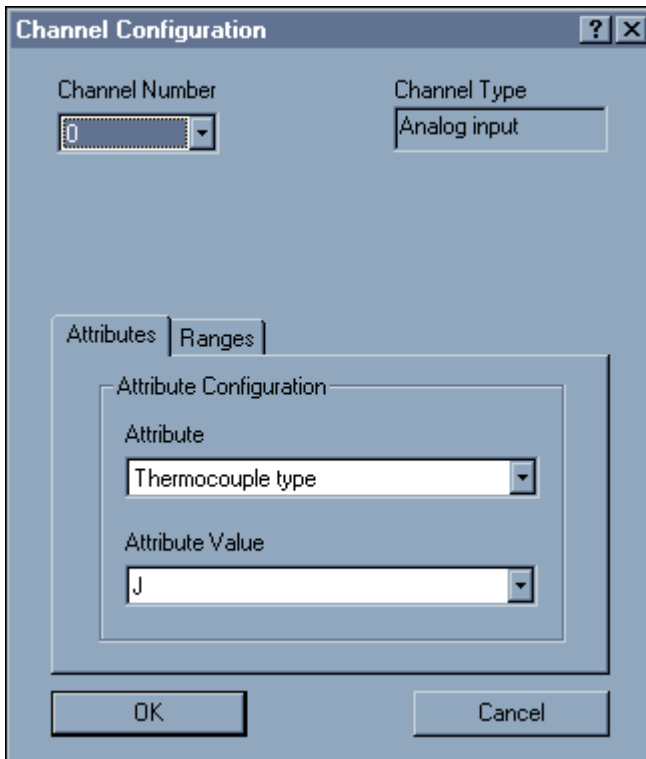 Channel Configuration
Channel Number
Channel Type
0
Analog input
Attributes
Ranges
Attribute Configuration
Attribute
Thermocouple type
Attribute Value
J
OK
Cancel